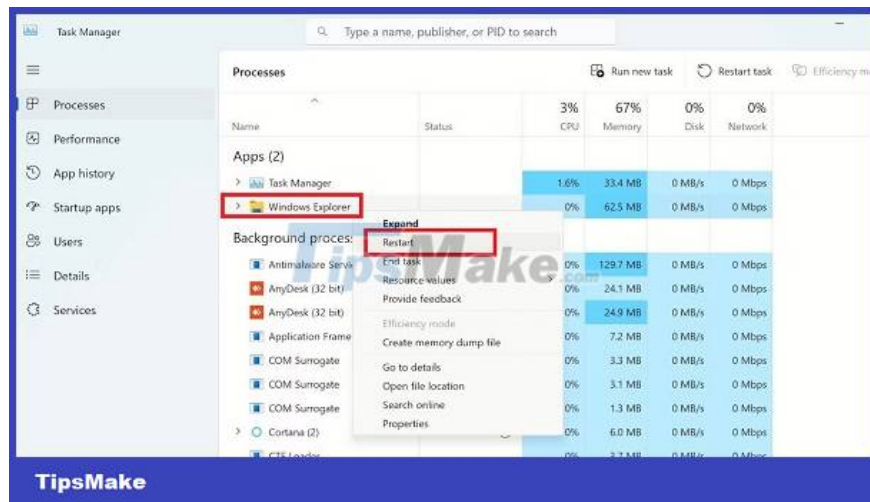 Task Manager
Type a name, publisher, or PID to search
Processes
Run new task
Restart task
Efficiency
Processes
Performance
App history
Startup apps
Users
Details
Services
3% 67% 0% 0%
Name Status CPU Memory Disk Network
Apps (2)
Task Manager 1.6% 33.4 MB 0 MB/s 0 Mbps
Windows Explorer 0% 62.5 MB 0 MB/s 0 Mbps
Background proces
Antimalware Servi 0% 129.7 MB 0 MB/s 0 Mbps
AnyDesk (32 bit) 0% 24.1 MB 0 MB/s 0 Mbps
AnyDesk (32 bit) 0% 24.9 MB 0 MB/s 0 Mbps
Application Frame 0% 7.2 MB 0 MB/s 0 Mbps
COM Surrogate 0% 3.3 MB 0 MB/s 0 Mbps
COM Surrogate 0% 3.1 MB 0 MB/s 0 Mbps
COM Surrogate 0% 1.3 MB 0 MB/s 0 Mbps
Cortana (2) 0% 6.0 MB 0 MB/s 0 Mbps
Expand
Restart
End task
Resource values
Provide feedback
Efficiency mode
Create memory dump file
Go to details
Open file location
Search online
Properties
TipsMake.com
TipsMake